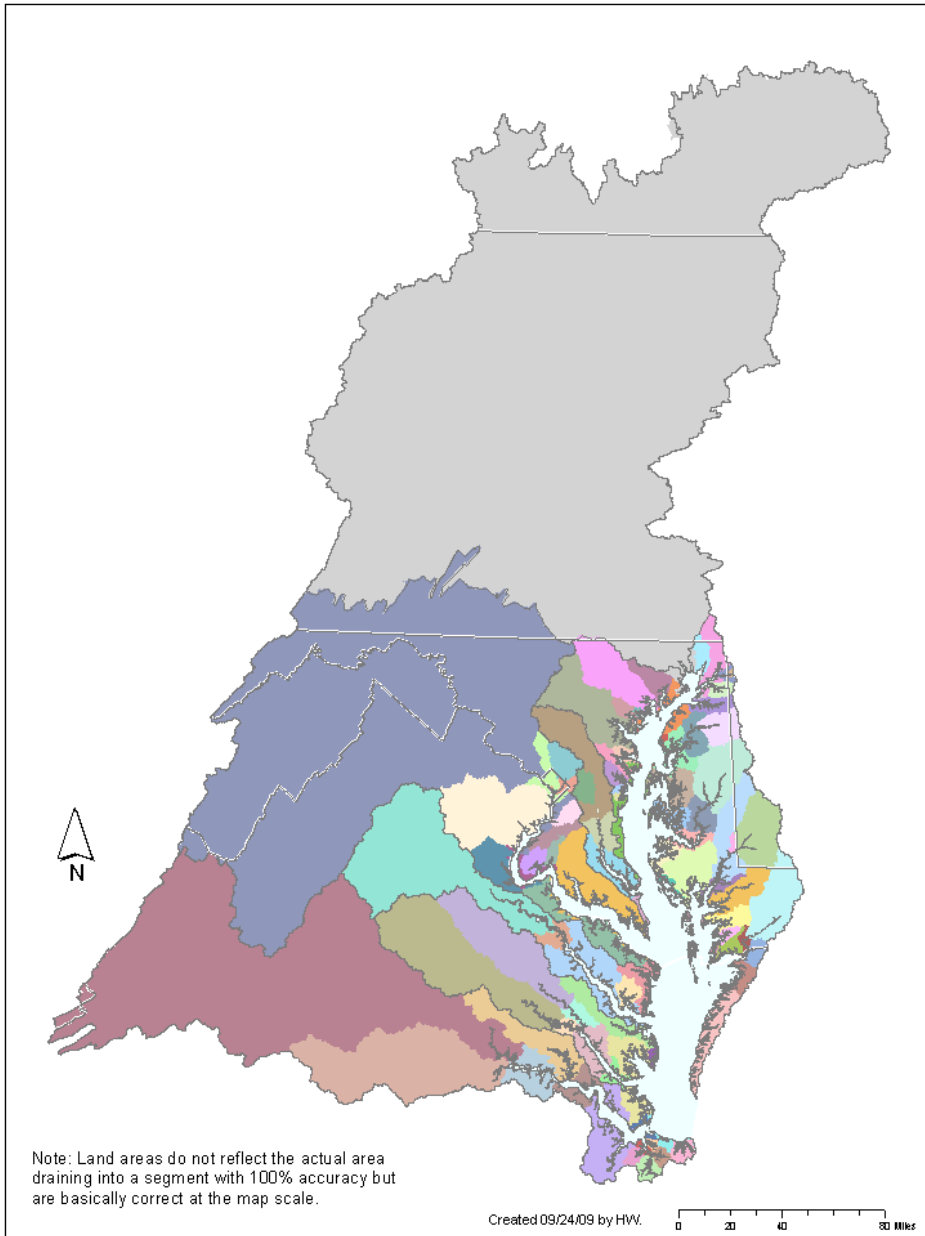 N
Note: Land areas do not reflect the actual area
draining into a segment with 100% accuracy but
are basically correct at the map scale.
Created 09/24/09 by HW.
0 20 40 80 Miles